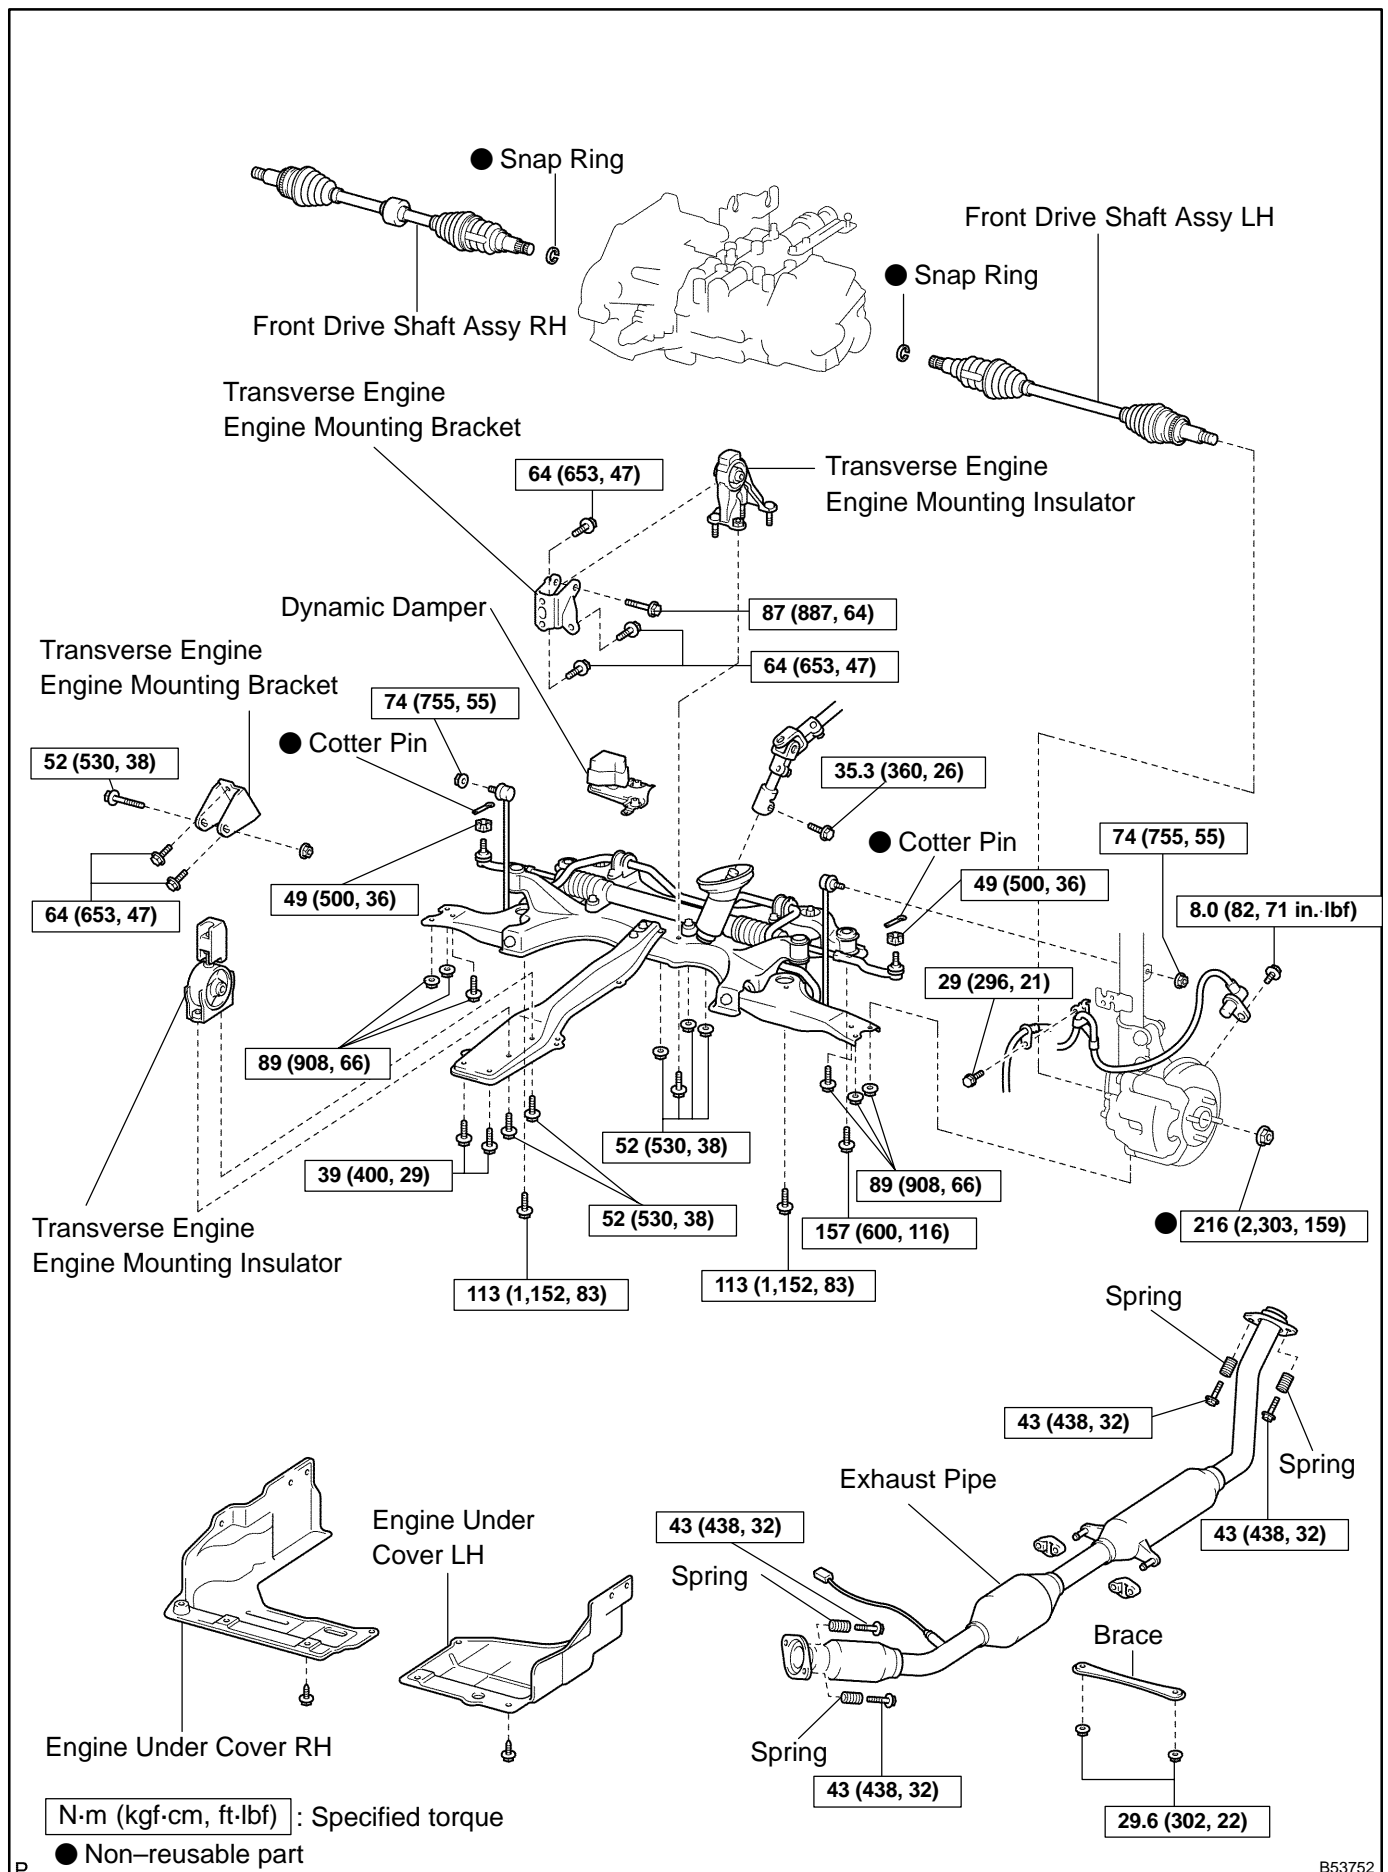 ● Snap Ring
Front Drive Shaft Assy LH
● Snap Ring
Front Drive Shaft Assy RH
Transverse Engine
Engine Mounting Bracket
64 (653, 47)
Transverse Engine
Engine Mounting Insulator
Dynamic Damper
87 (887, 64)
Transverse Engine
Engine Mounting Bracket
64 (653, 47)
74 (755, 55)
● Cotter Pin
52 (530, 38)
35.3 (360, 26)
● Cotter Pin
74 (755, 55)
49 (500, 36)
49 (500, 36)
64 (653, 47)
8.0 (82, 71 in.·lbf)
29 (296, 21)
89 (908, 66)
52 (530, 38)
39 (400, 29)
89 (908, 66)
52 (530, 38)
157 (600, 116)
● 216 (2,303, 159)
Transverse Engine
Engine Mounting Insulator
113 (1,152, 83)
113 (1,152, 83)
Spring
43 (438, 32)
Spring
Exhaust Pipe
43 (438, 32)
Engine Under
Cover LH
43 (438, 32)
Spring
Brace
Engine Under Cover RH
Spring
43 (438, 32)
29.6 (302, 22)
N·m (kgf·cm, ft·lbf) : Specified torque
● Non–reusable part
P
B53752